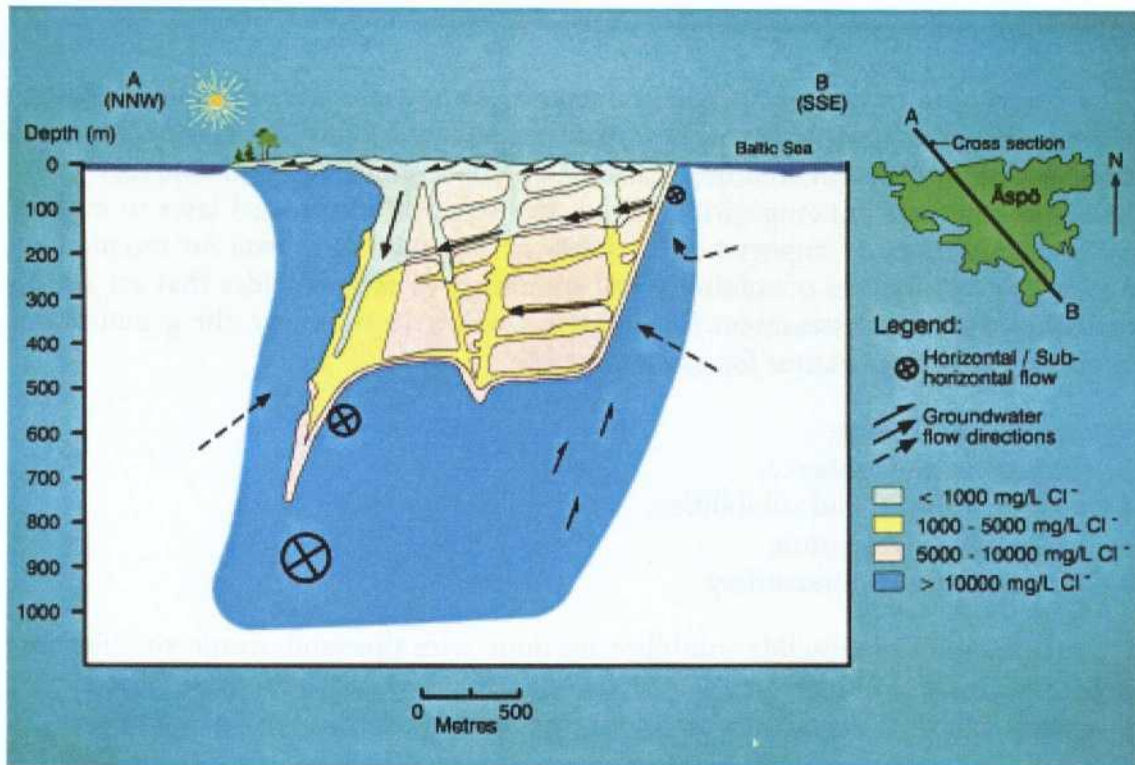 A
(NNW)
B
(SSE)
Depth (m)
Baltic Sea
0
100
200
300
400
500
600
700
800
900
1000
0 500
Metres
A
Cross section
N
Äspö
B
Legend:
Horizontal / Sub-
horizontal flow
Groundwater
flow directions
< 1000 mg/L Cl⁻
1000 - 5000 mg/L Cl⁻
5000 - 10000 mg/L Cl⁻
> 10000 mg/L Cl⁻